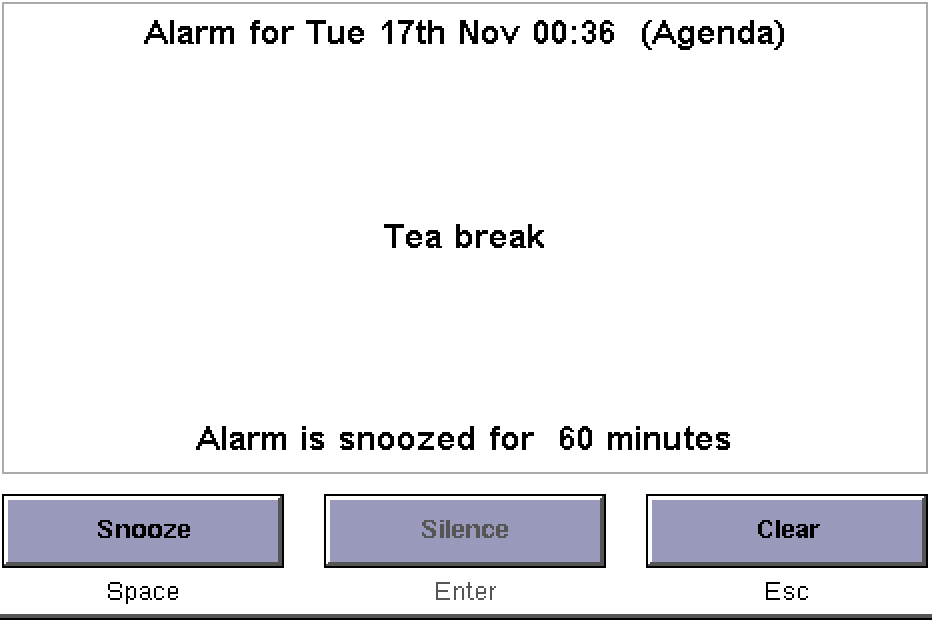 Alarm for Tue 17th Nov 00:36 (Agenda)
Tea break
Alarm is snoozed for 60 minutes
Snooze Silence Clear
Space Enter Esc